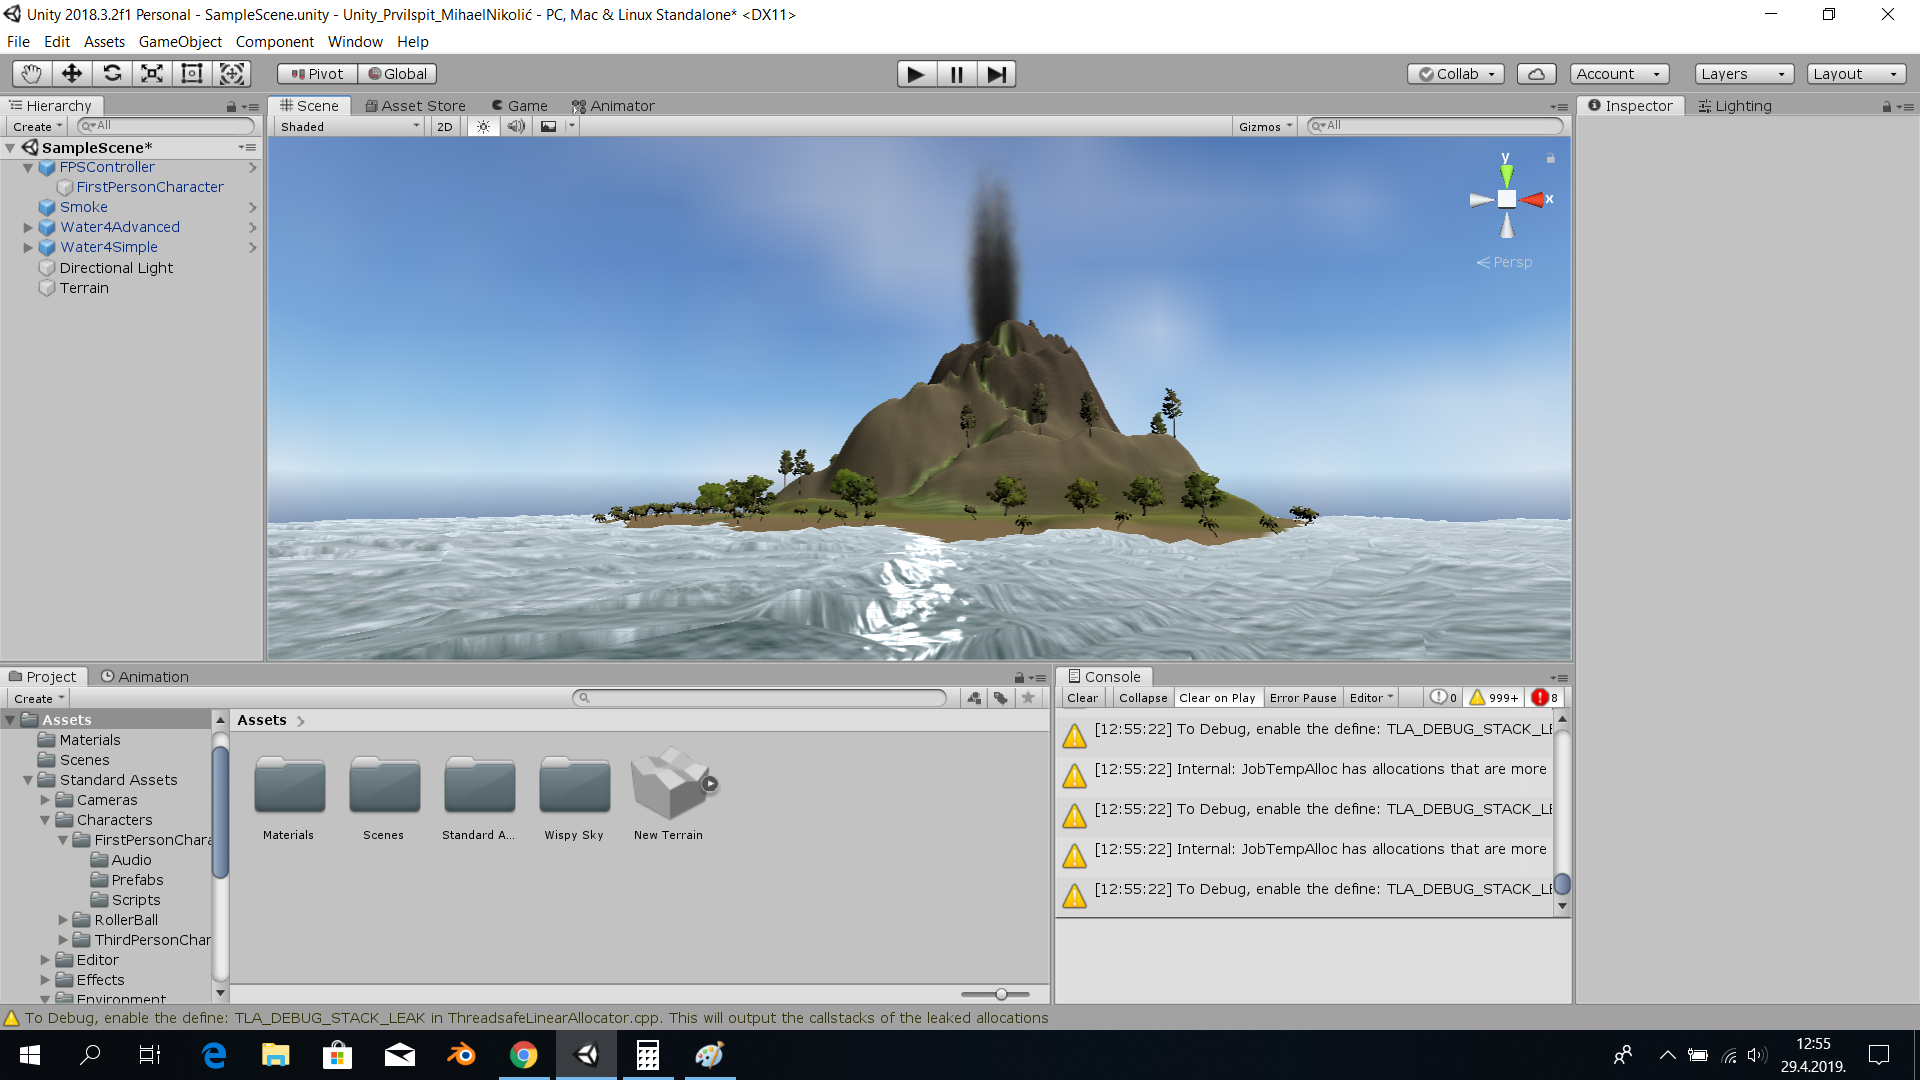 Unity 2018.3.2f1 Personal - SampleScene.unity - Unity_PrviIspit_MihaelNikolić - PC, Mac & Linux Standalone* <DX11>
File Edit Assets GameObject Component Window Help
Pivot Global Collab Account Layers Layout
Hierarchy
Create All
SampleScene*
FPSController
FirstPersonCharacter
Smoke
Water4Advanced
Water4Simple
Directional Light
Terrain
Scene Asset Store Game Animator
Shaded 2D Gizmos All
y
x
Persp
Inspector Lighting
Project Animation
Create
Assets
Materials
Scenes
Standard Assets
Cameras
Characters
FirstPersonChara
Audio
Prefabs
Scripts
RollerBall
ThirdPersonChar
Editor
Effects
Environment
Assets
Materials Scenes Standard A... Wispy Sky New Terrain
Console
Clear Collapse Clear on Play Error Pause Editor 0 999+ 8
[12:55:22] To Debug, enable the define: TLA_DEBUG_STACK_LE
[12:55:22] Internal: JobTempAlloc has allocations that are more
[12:55:22] To Debug, enable the define: TLA_DEBUG_STACK_LE
[12:55:22] Internal: JobTempAlloc has allocations that are more
[12:55:22] To Debug, enable the define: TLA_DEBUG_STACK_LE
To Debug, enable the define: TLA_DEBUG_STACK_LEAK in ThreadsafeLinearAllocator.cpp. This will output the callstacks of the leaked allocations
12:55
29.4.2019.